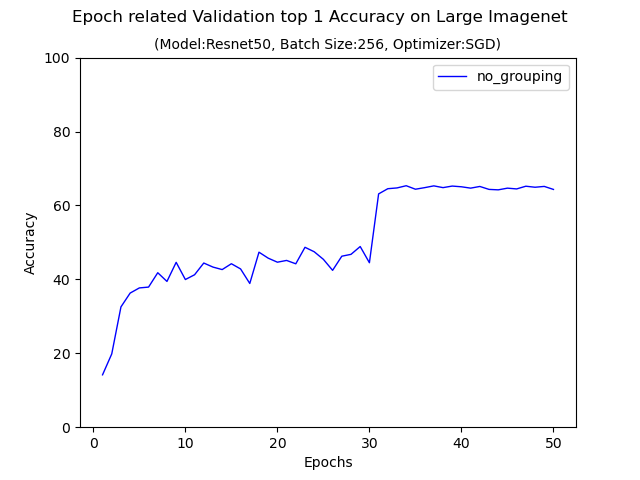 Epoch related Validation top 1 Accuracy on Large Imagenet
(Model:Resnet50, Batch Size:256, Optimizer:SGD)
no_grouping
100
80
60
40
20
0
Accuracy
0 10 20 30 40 50
Epochs